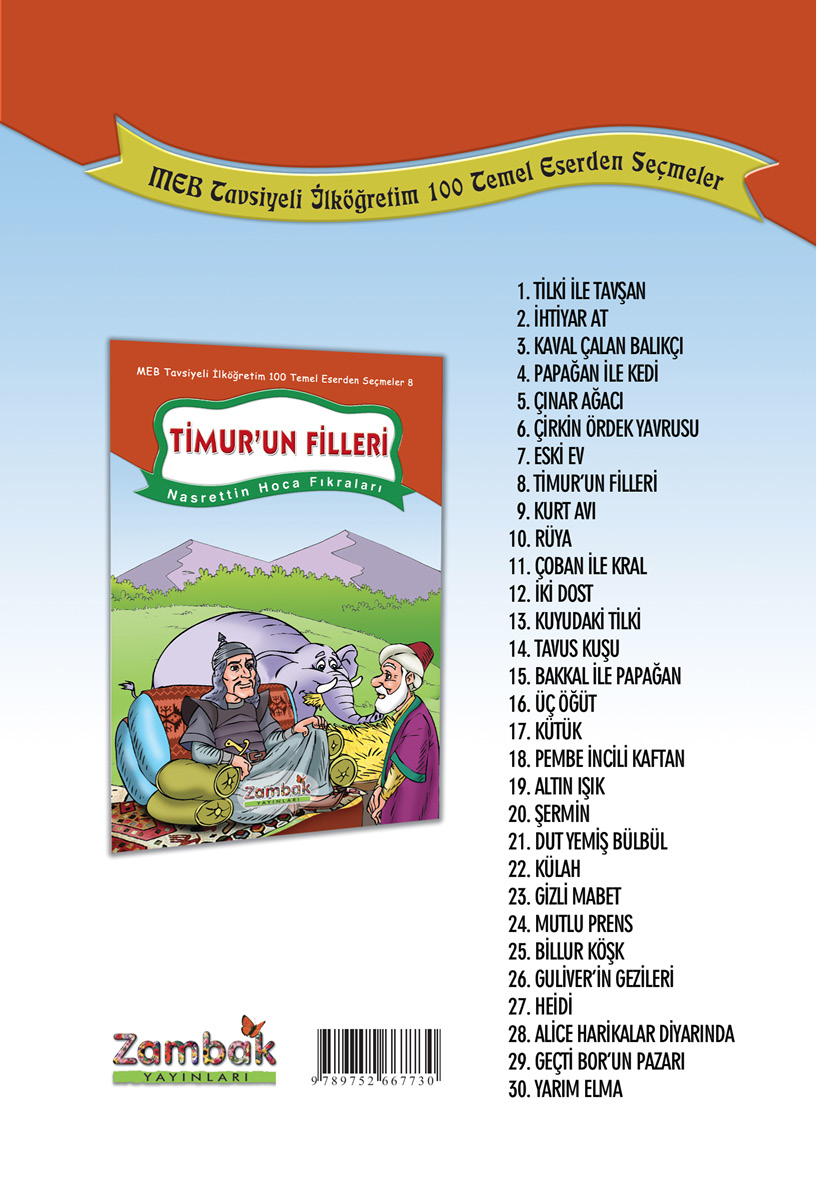 MEB Tavsiyeli İlköğretim 100 Temel Eserden Seçmeler
MEB Tavsiyeli İlköğretim 100 Temel Eserden Seçmeler 8
TİMUR'UN FİLLERİ
Nasrettin Hoca Fıkraları
Zambak
YAYINLARI
1. TİLKİ İLE TAVŞAN
2. İHTİYAR AT
3. KAVAL ÇALAN BALIKÇI
4. PAPAĞAN İLE KEDİ
5. ÇINAR AĞACI
6. ÇİRKİN ÖRDEK YAVRUSU
7. ESKİ EV
8. TİMUR'UN FİLLERİ
9. KURT AVI
10. RÜYA
11. ÇOBAN İLE KRAL
12. İKİ DOST
13. KUYUDAKİ TİLKİ
14. TAVUS KUŞU
15. BAKKAL İLE PAPAĞAN
16. ÜÇ ÖĞÜT
17. KÜTÜK
18. PEMBE İNCİLİ KAFTAN
19. ALTIN IŞIK
20. ŞERMİN
21. DUT YEMİŞ BÜLBÜL
22. KÜLAH
23. GİZLİ MABET
24. MUTLU PRENS
25. BİLLUR KÖŞK
26. GULİVER'İN GEZİLERİ
27. HEIDİ
28. ALİCE HARİKALAR DİYARINDA
29. GEÇTİ BOR'UN PAZARI
30. YARIM ELMA
Zambak
YAYINLARI
9 789752 667730